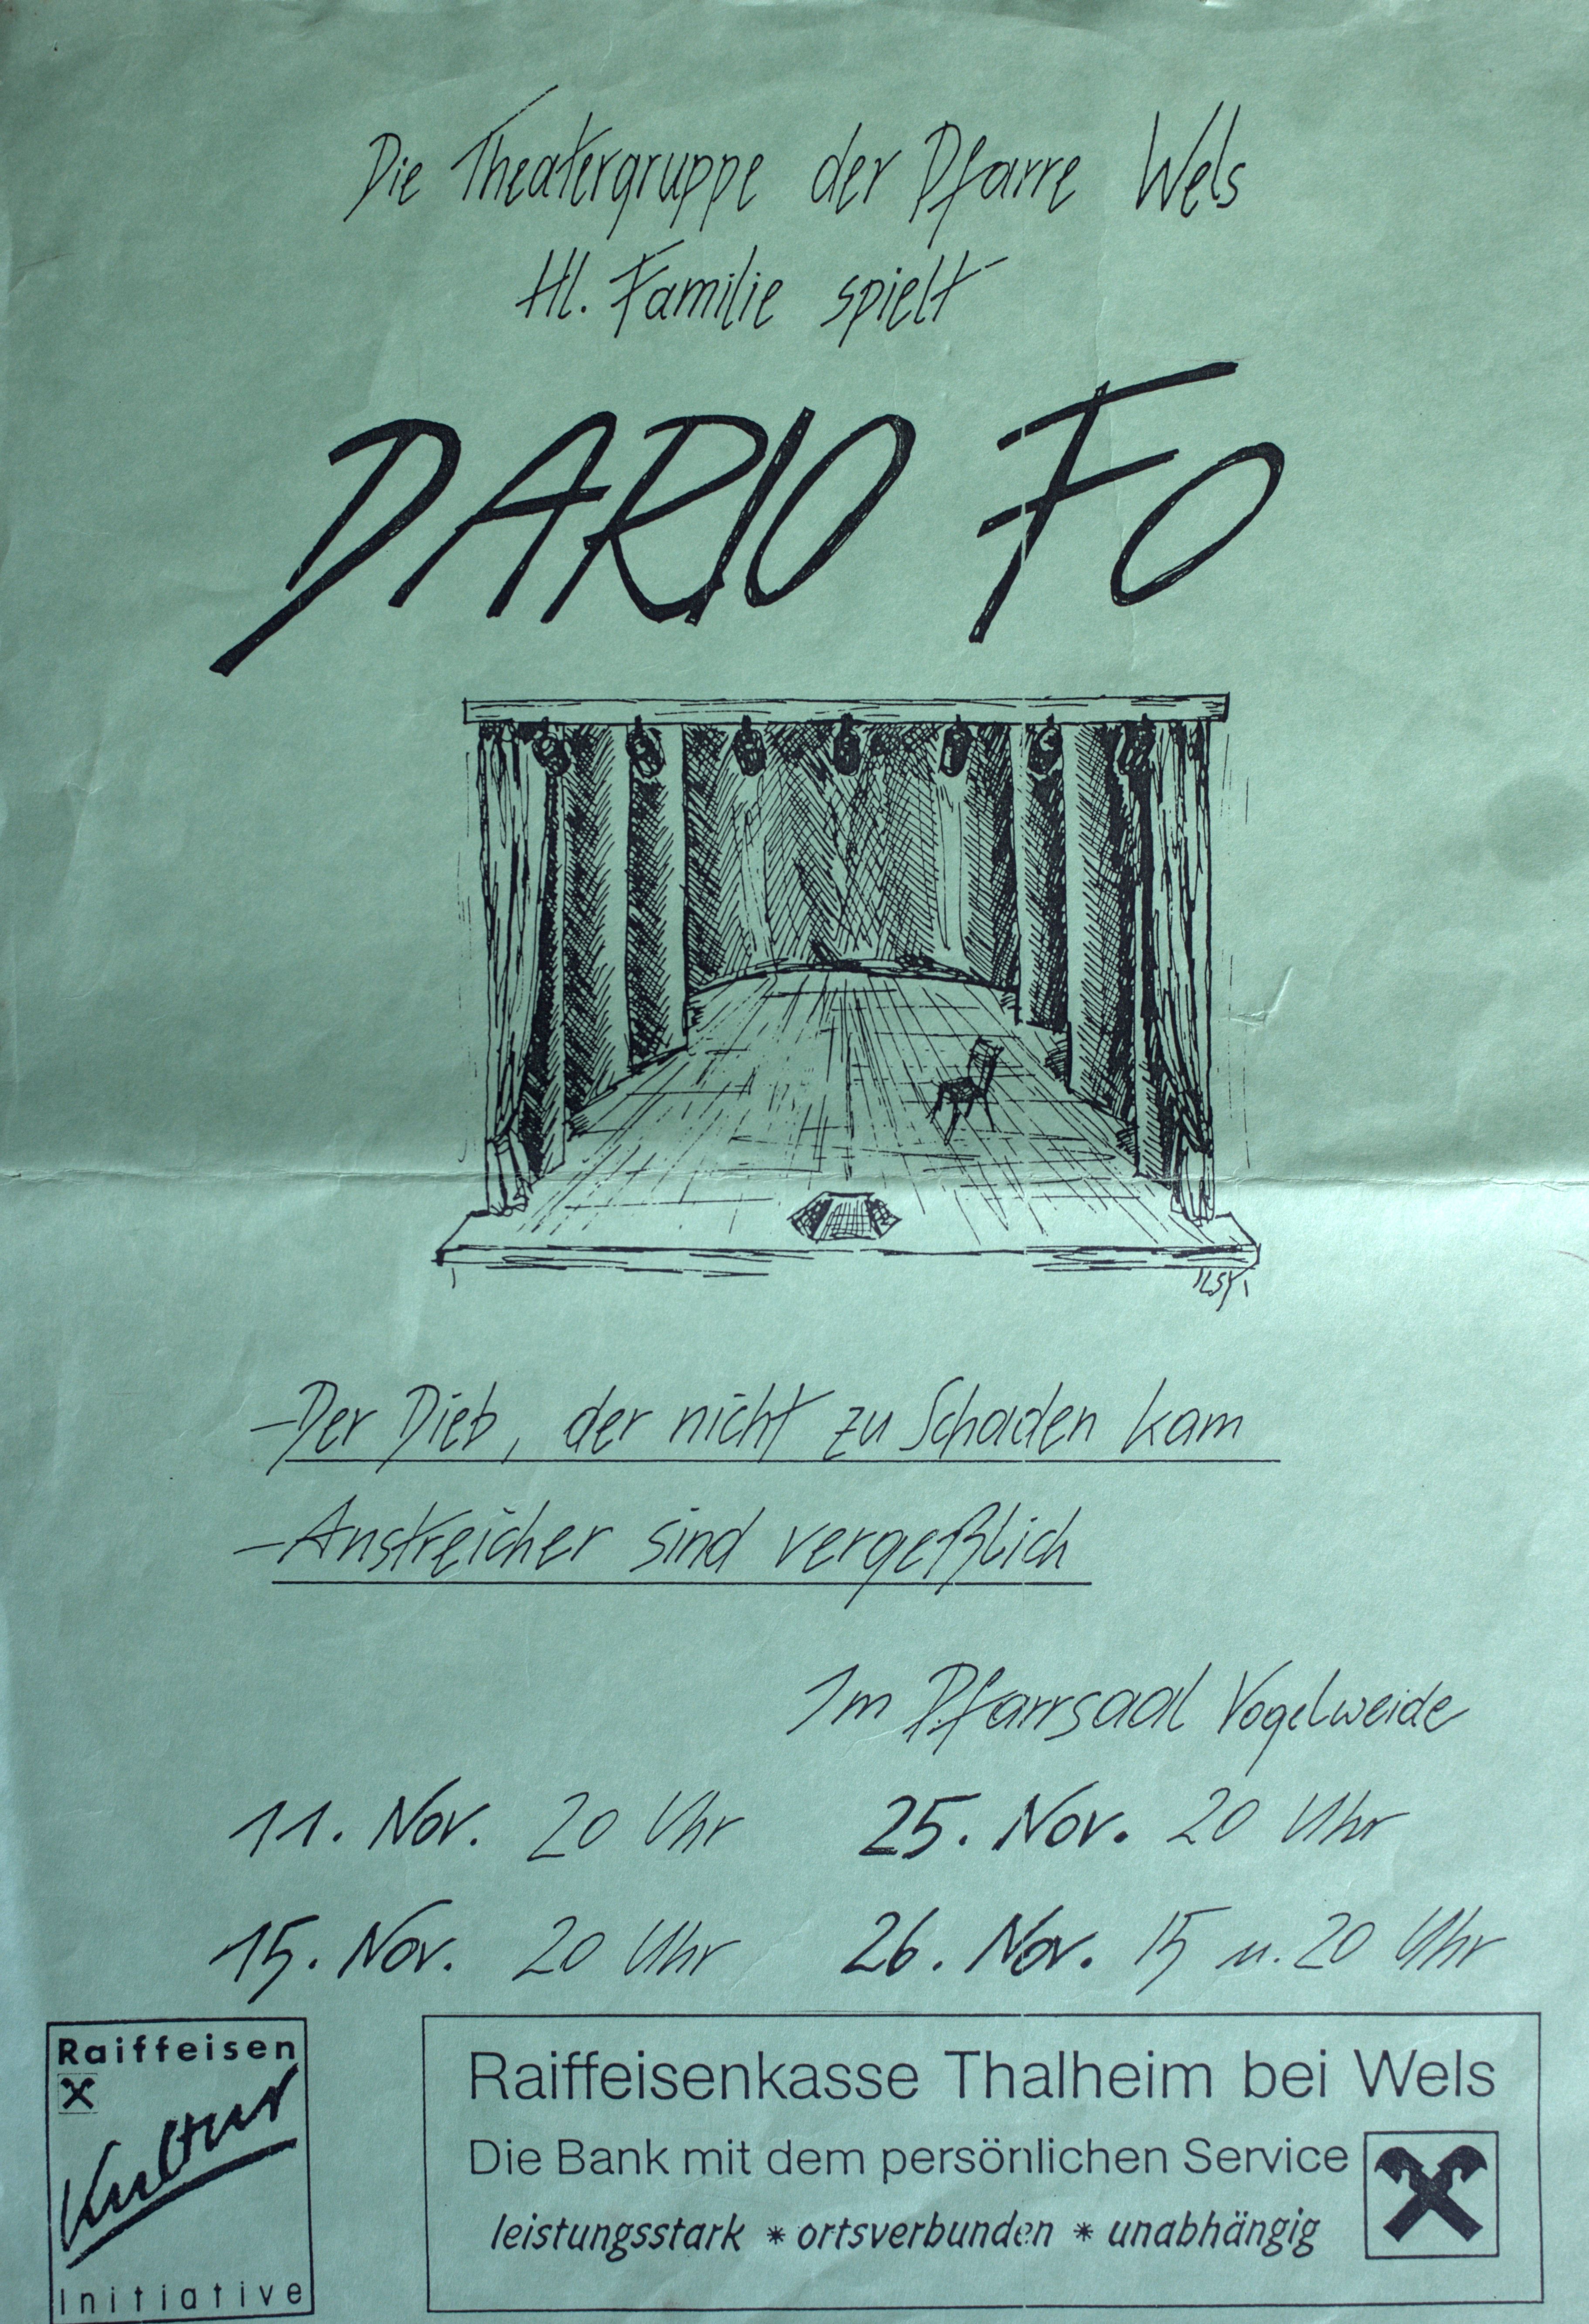 Die Theatergruppe der Pfarre Wels
Hl. Familie spielt
DARIO FO
-Der Dieb, der nicht zu Schaden kam
-Anstreicher sind vergeßlich
Im Pfarrsaal Vogelweide
11. Nov. 20 Uhr 25. Nov. 20 Uhr
15. Nov. 20 Uhr 26. Nov. 15 u. 20 Uhr
Raiffeisen
Kultur
Initiative
Raiffeisenkasse Thalheim bei Wels
Die Bank mit dem persönlichen Service
leistungsstark * ortsverbunden * unabhängig